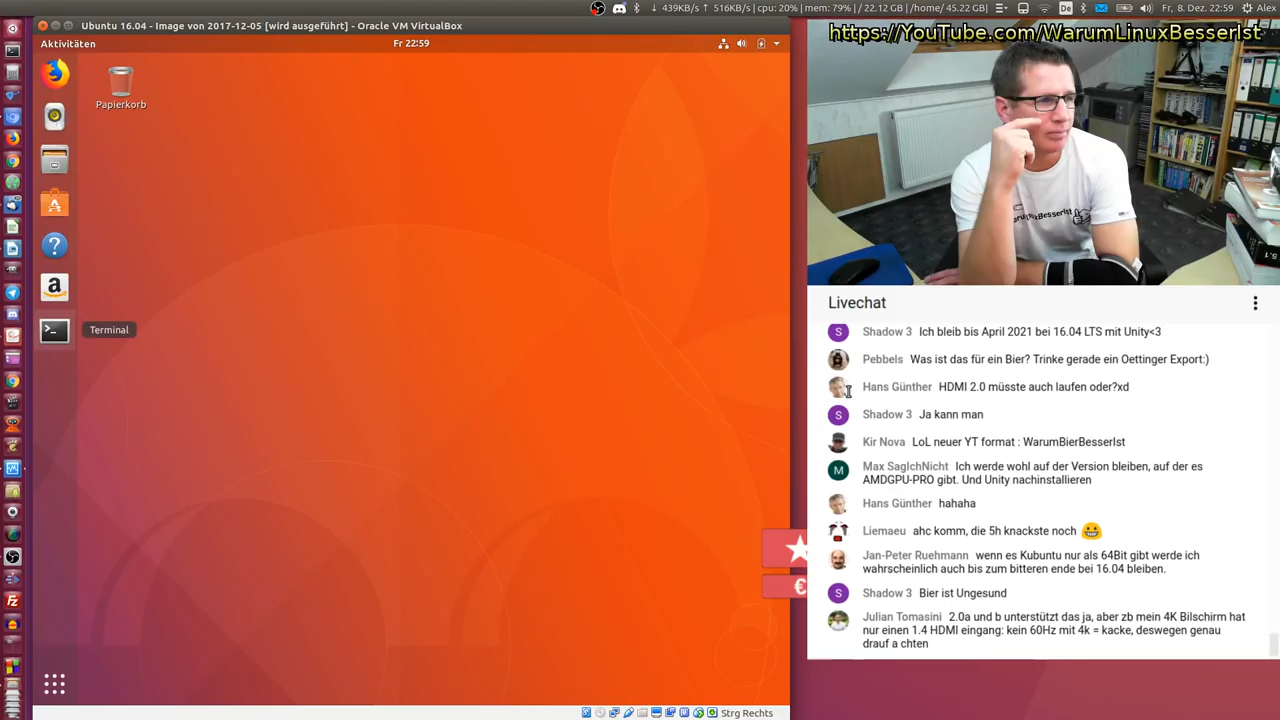 Ubuntu 16.04 - Image von 2017-12-05 [wird ausgeführt] - Oracle VM VirtualBox
439KB/s
516KB/s
cpu: 20%
mem: 79%
22.12 GB
home/45.22GB
De
Fr, 8. Dez, 22:59
Alex
Aktivitäten
Fr 22:59
Papierkorb
Terminal
Strg Rechts
https://YouTube.com/WarumLinuxBesserIst
WarumLinuxBesserIst
5.1
Livechat
Shadow 3 Ich bleib bis April 2021 bei 16.04 LTS mit Unity<3
Pebbels Was ist das für ein Bier? Trinke gerade ein Oettinger Export:)
Hans Günther HDMI 2.0 müsste auch laufen oder?xd
Shadow 3 Ja kann man
Kir Nova LoL neuer YT format : WarumBierBesserIst
Max SagIchNicht Ich werde wohl auf der Version bleiben, auf der es
AMDGPU-PRO gibt. Und Unity nachinstallieren
Hans Günther hahaha
Liemaeu ahc komm, die 5h knackste noch
Jan-Peter Ruehmann wenn es Kubuntu nur als 64Bit gibt werde ich
wahrscheinlich auch bis zum bitteren ende bei 16.04 bleiben.
Shadow 3 Bier ist Ungesund
Julian Tomasini 2.0a und b unterstützt das ja, aber zb mein 4K Bilschirm hat
nur einen 1.4 HDMI eingang: kein 60Hz mit 4k = kacke, deswegen genau
drauf a chten